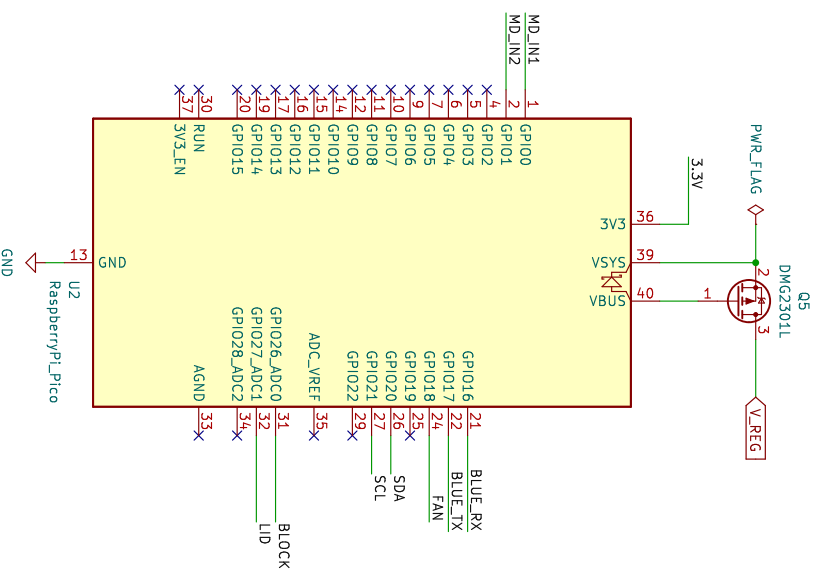 MD_IN1
MD_IN2
1
2
4
5
6
7
9
10
11
12
14
15
16
17
19
20
30
37
GPIO0
GPIO1
GPIO2
GPIO3
GPIO4
GPIO5
GPIO6
GPIO7
GPIO8
GPIO9
GPIO10
GPIO11
GPIO12
GPIO13
GPIO14
GPIO15
RUN
3V3_EN
PWR_FLAG
3.3V
3V3
36
VSYS
39
VBUS
40
1
2
3
Q5
DMG2301L
V_REG
GND
13
GND
U2
RaspberryPi_Pico
GPIO16
GPIO17
GPIO18
GPIO19
GPIO20
GPIO21
GPIO22
ADC_VREF
GPIO26_ADC0
GPIO27_ADC1
GPIO28_ADC2
AGND
21
22
24
25
26
27
29
35
31
32
34
33
BLUE_RX
BLUE_TX
FAN
SDA
SCL
BLOCK
LID